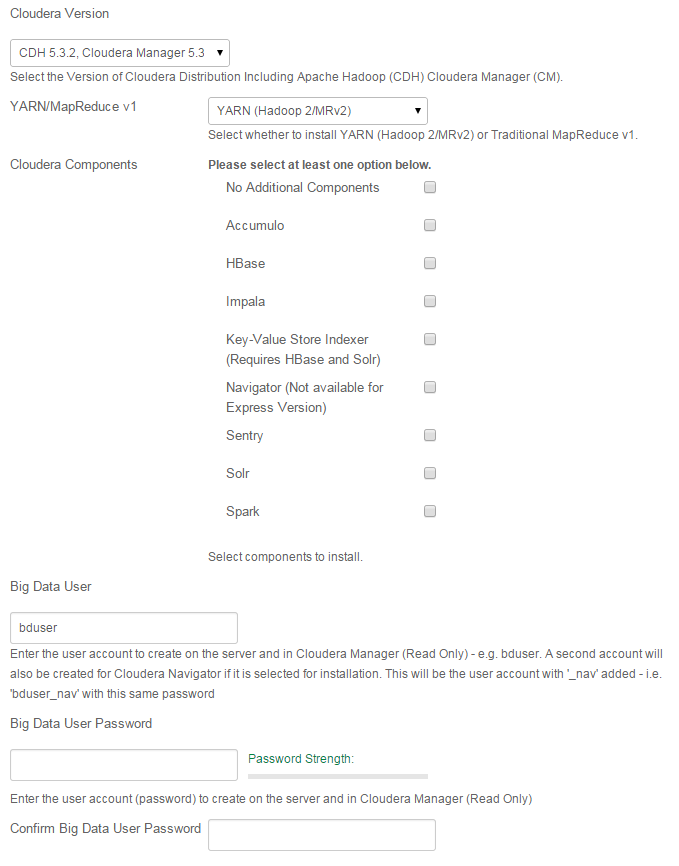 Cloudera Version
CDH 5.3.2, Cloudera Manager 5.3
Select the Version of Cloudera Distribution Including Apache Hadoop (CDH) Cloudera Manager (CM).
YARN/MapReduce v1
YARN (Hadoop 2/MRv2)
Select whether to install YARN (Hadoop 2/MRv2) or Traditional MapReduce v1.
Cloudera Components
Please select at least one option below.
No Additional Components
Accumulo
HBase
Impala
Key-Value Store Indexer
(Requires HBase and Solr)
Navigator (Not available for
Express Version)
Sentry
Solr
Spark
Select components to install.
Big Data User
bduser
Enter the user account to create on the server and in Cloudera Manager (Read Only) - e.g. bduser. A second account will
also be created for Cloudera Navigator if it is selected for installation. This will be the user account with '_nav' added - i.e.
'bduser_nav' with this same password
Big Data User Password
Password Strength:
Enter the user account (password) to create on the server and in Cloudera Manager (Read Only)
Confirm Big Data User Password